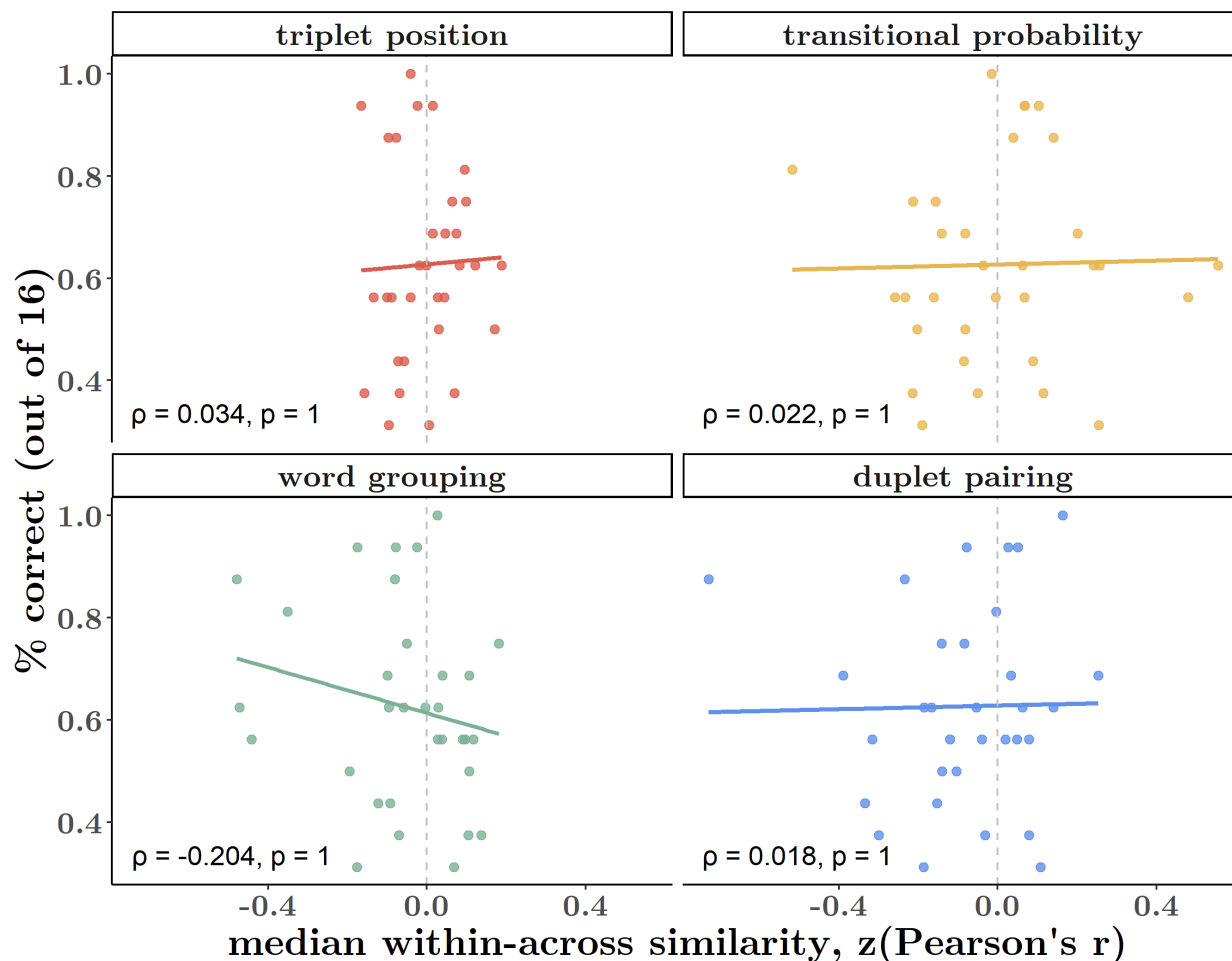 triplet position
transitional probability
1.0
0.8
0.6
0.4
ρ = 0.034, p = 1
ρ = 0.022, p = 1
word grouping
duplet pairing
1.0
0.8
0.6
0.4
ρ = -0.204, p = 1
ρ = 0.018, p = 1
-0.4
0.0
0.4
-0.4
0.0
0.4
% correct (out of 16)
median within-across similarity, z(Pearson's r)